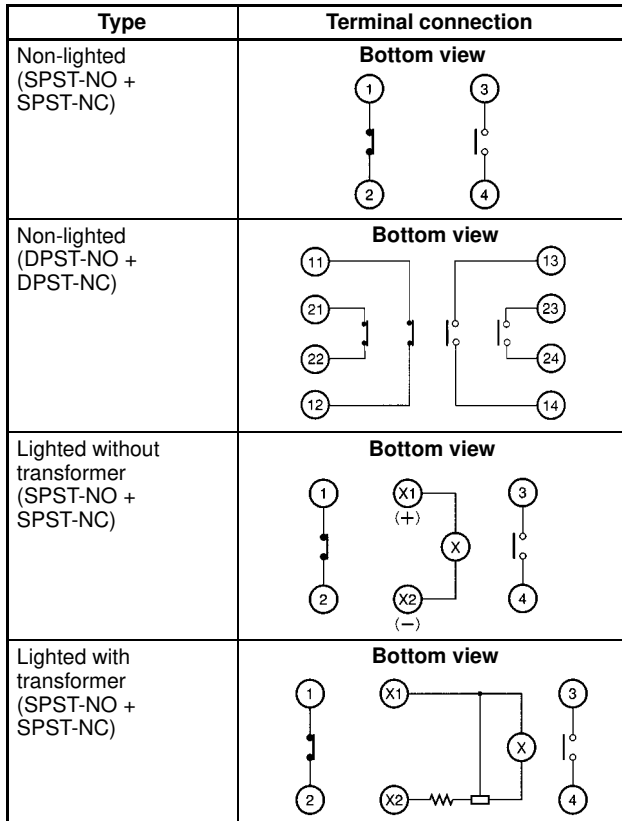 Type Terminal connection
Non-lighted
(SPST-NO +
SPST-NC)
Bottom view
1 3
2 4
Non-lighted
(DPST-NO +
DPST-NC)
Bottom view
11 13
21 23
22 24
12 14
Lighted without
transformer
(SPST-NO +
SPST-NC)
Bottom view
1 X1 3
(+)
X
2 X2 4
(−)
Lighted with
transformer
(SPST-NO +
SPST-NC)
Bottom view
1 X1 3
X
2 X2 4